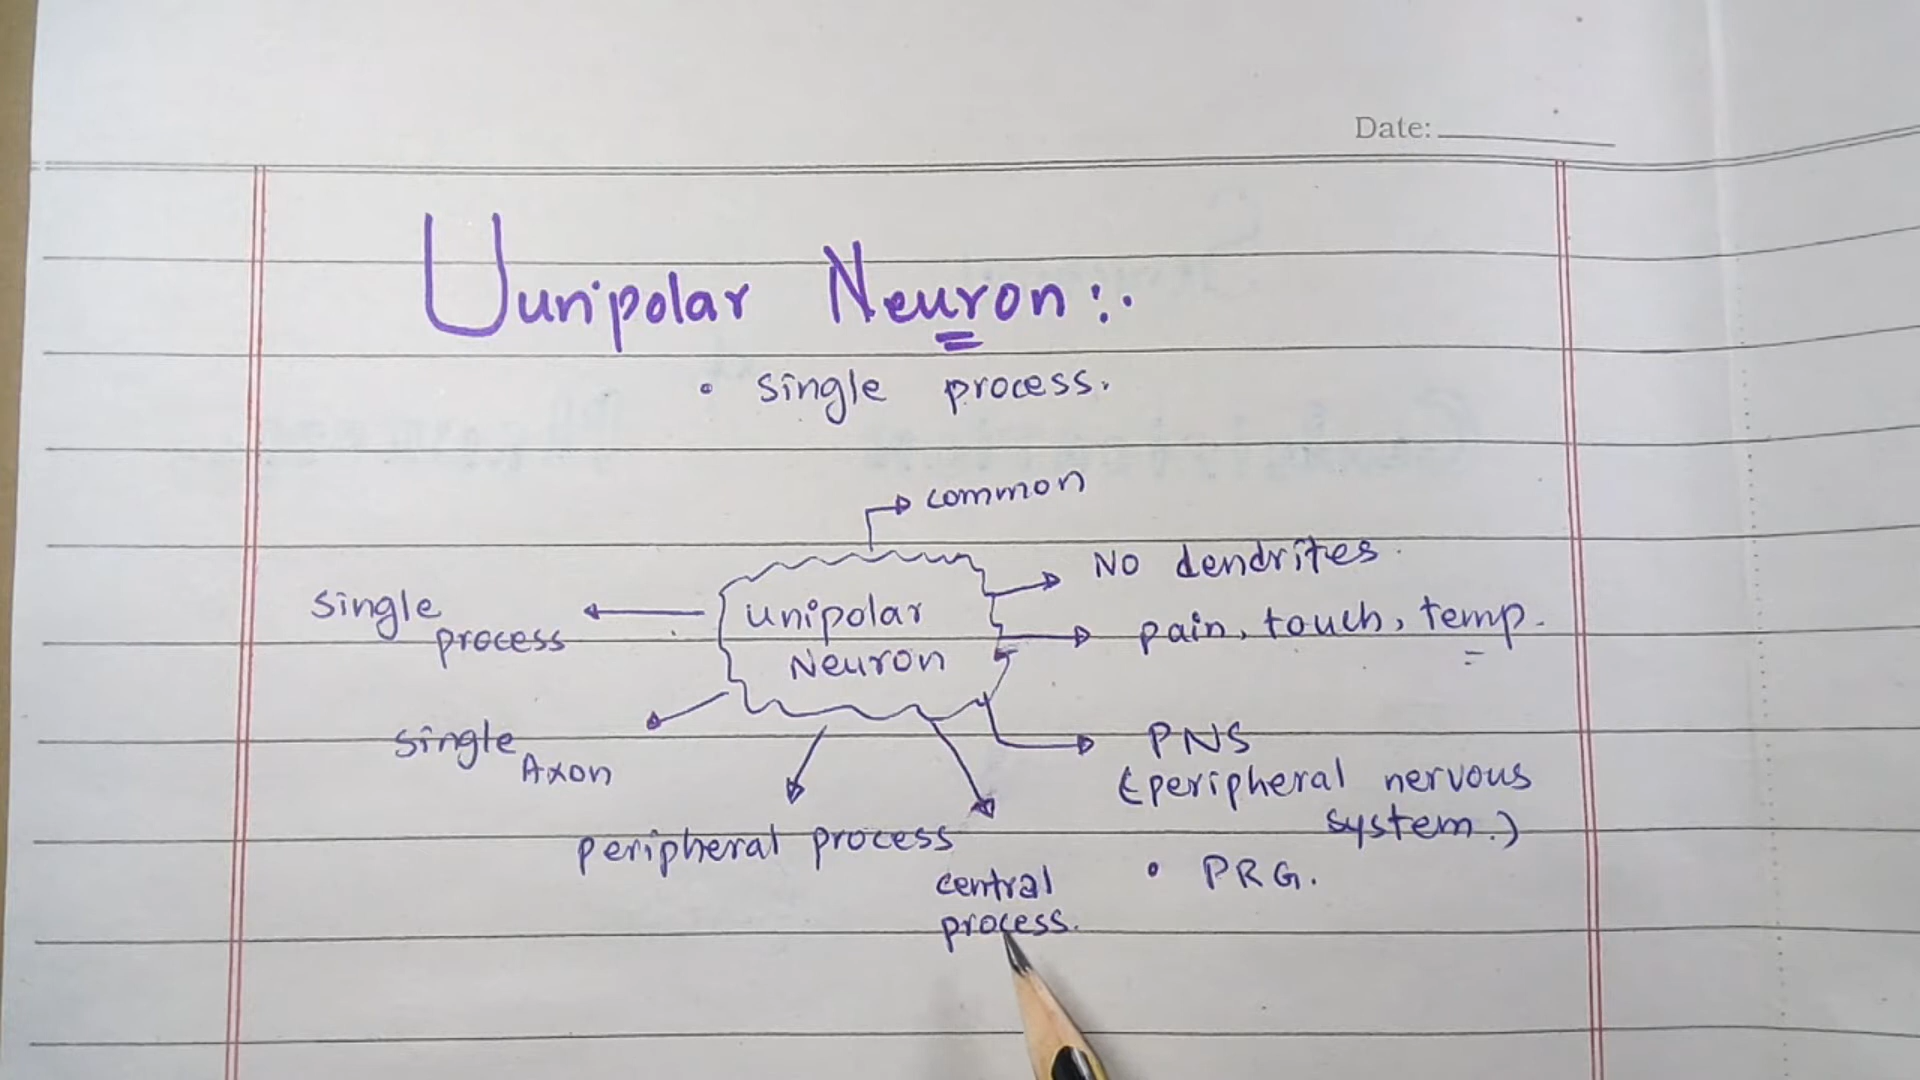 Date:
Uunipolar Neuron:.
• single process.
common
NO dendrites.
single
process
unipolar
Neuron
pain, touch, temp.
single
Axon
PNS
(peripheral nervous
system.)
peripheral process
central
process.
• PRG.